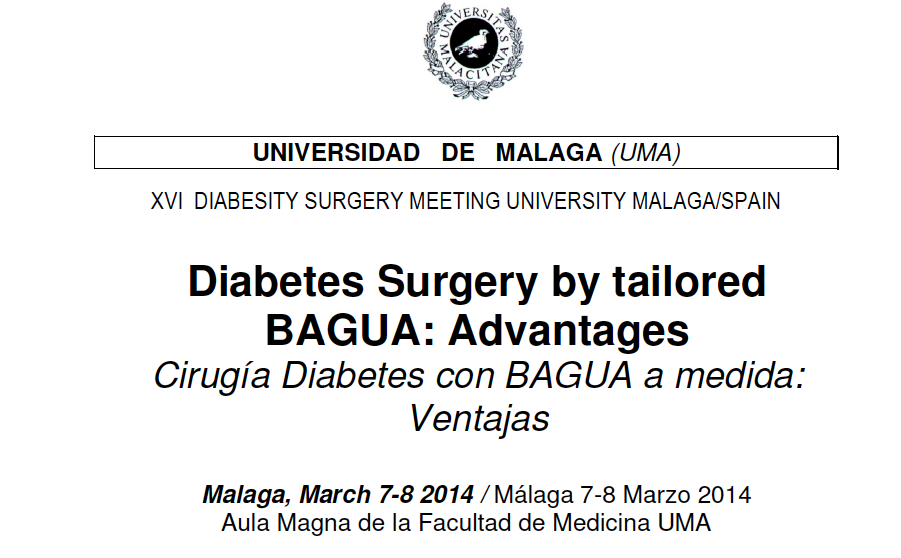 UNIVERSITAS MALACITANA
UNIVERSIDAD DE MALAGA (UMA)
XVI DIABESITY SURGERY MEETING UNIVERSITY MALAGA/SPAIN
Diabetes Surgery by tailored
BAGUA: Advantages
Cirugía Diabetes con BAGUA a medida:
Ventajas
Malaga, March 7-8 2014 / Málaga 7-8 Marzo 2014
Aula Magna de la Facultad de Medicina UMA